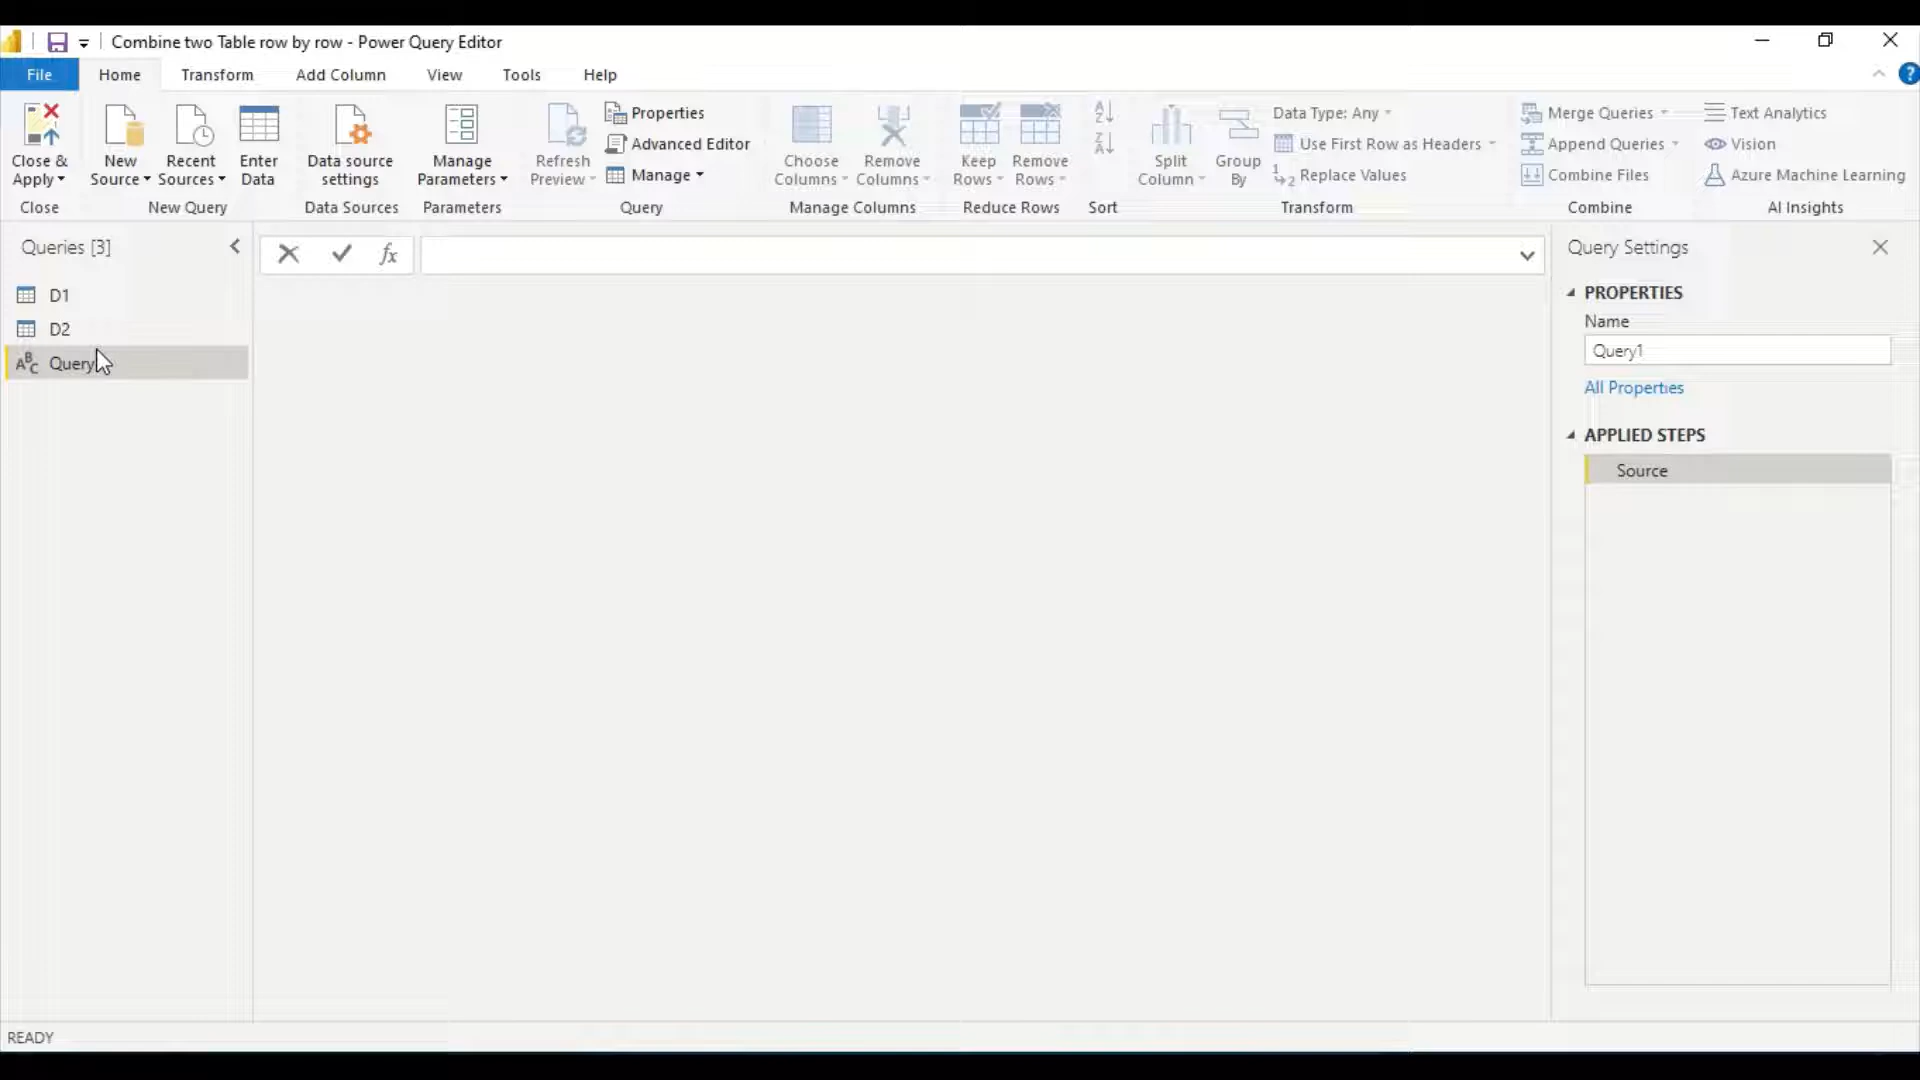 Combine two Table row by row - Power Query Editor
File
Home
Transform
Add Column
View
Tools
Help
?
Close &
Apply
Close
New
Source
Recent
Sources
Enter
Data
New Query
Data source
settings
Data Sources
Manage
Parameters
Parameters
Refresh
Preview
Properties
Advanced Editor
Manage
Query
Choose
Columns
Remove
Columns
Manage Columns
Keep
Rows
Remove
Rows
Reduce Rows
Sort
Split
Column
Group
By
Data Type: Any
Use First Row as Headers
Replace Values
Transform
Merge Queries
Append Queries
Combine Files
Combine
Text Analytics
Vision
Azure Machine Learning
AI Insights
Queries [3]
D1
D2
Query
fx
Query Settings
PROPERTIES
Name
Query1
All Properties
APPLIED STEPS
Source
READY